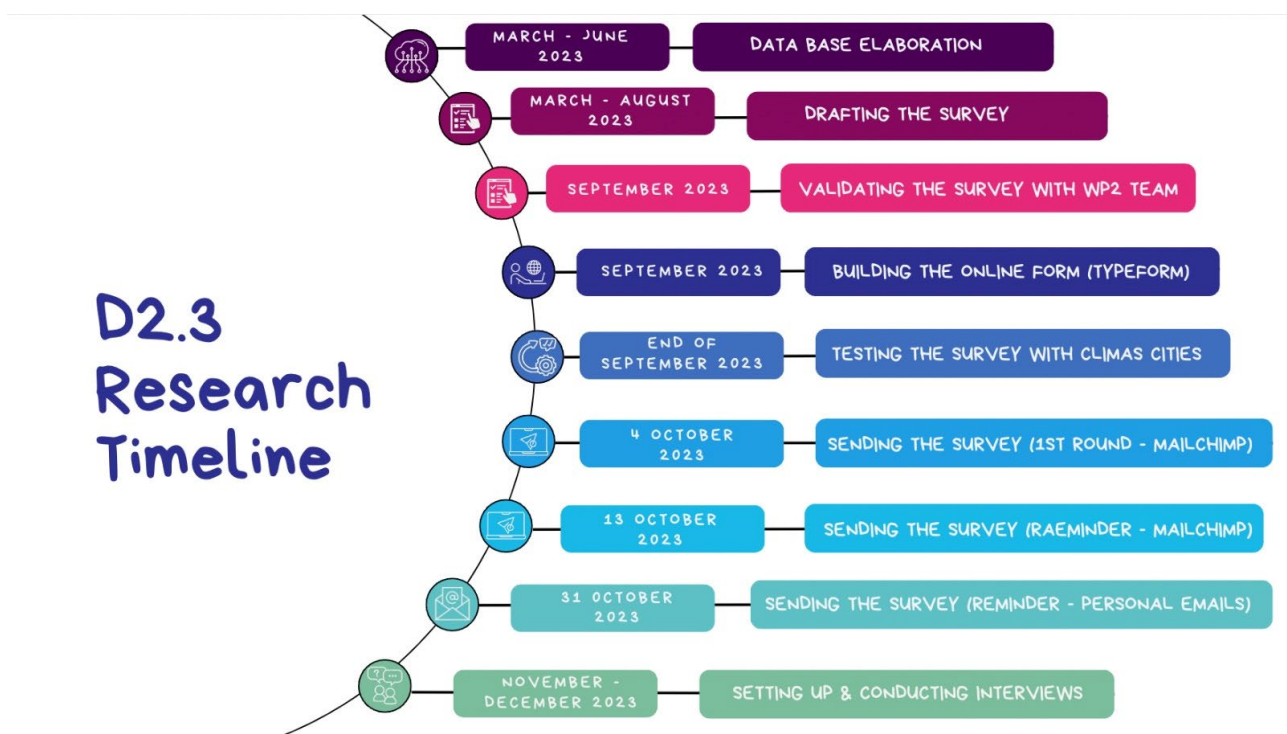 D2.3
Research
Timeline
MARCH - JUNE
2023
DATA BASE ELABORATION
MARCH - AUGUST
2023
DRAFTING THE SURVEY
SEPTEMBER 2023
VALIDATING THE SURVEY WITH WP2 TEAM
SEPTEMBER 2023
BUILDING THE ONLINE FORM (TYPEFORM)
END OF
SEPTEMBER 2023
TESTING THE SURVEY WITH CLIMAS CITIES
4 OCTOBER
2023
SENDING THE SURVEY (1ST ROUND - MAILCHIMP)
13 OCTOBER
2023
SENDING THE SURVEY (RAEMINDER - MAILCHIMP)
31 OCTOBER
2023
SENDING THE SURVEY (REMINDER - PERSONAL EMAILS)
NOVEMBER -
DECEMBER 2023
SETTING UP & CONDUCTING INTERVIEWS